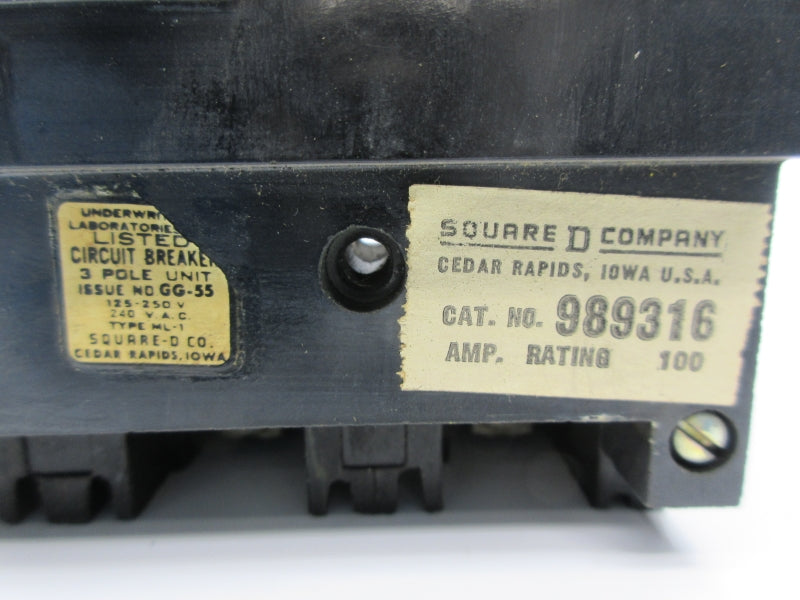 UNDERWRI
LABORATORIE
LISTED
CIRCUIT BREAKE
3 POLE UNIT
ISSUE NO GG-55
125-250 V
240 V.A.C.
TYPE ML-1
SQUARE-D CO.
CEDAR RAPIDS, IOWA
SQUARE D COMPANY
CEDAR RAPIDS, IOWA U.S.A.
CAT. NO. 989316
AMP. RATING 100